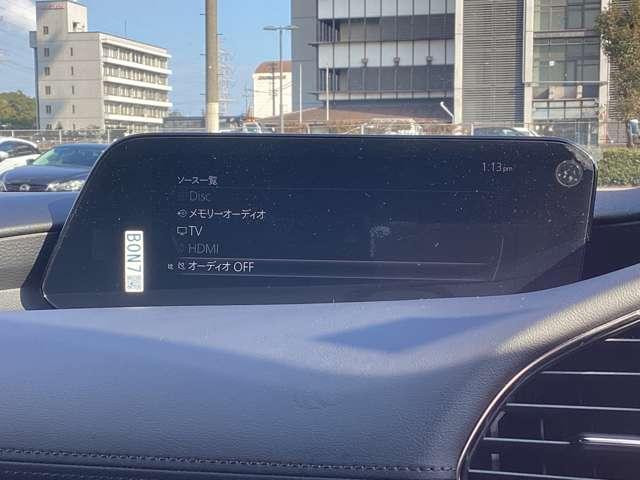 1:13pm
ソース一覧
Disc
メモリーオーディオ
TV
HDMI
オーディオ OFF
BON7